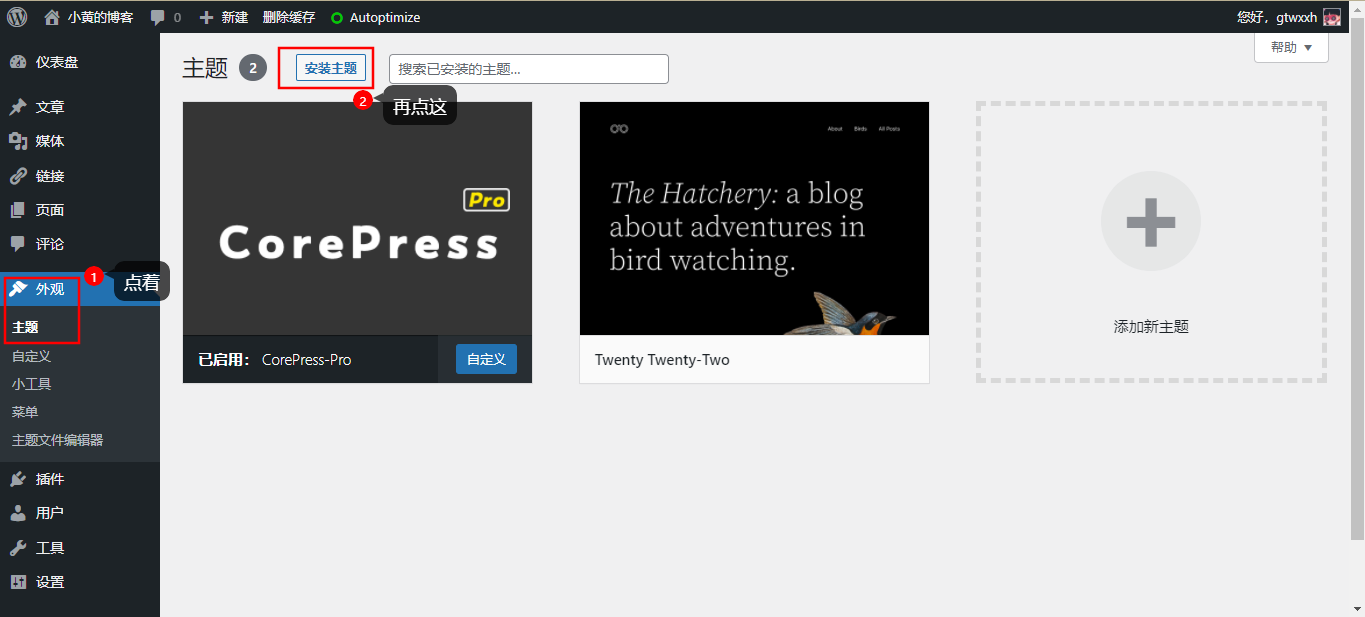 小黄的博客 0 新建 删除缓存 Autoptimize 您好，gtwxxh
仪表盘
文章
媒体
链接
页面
评论
外观
主题
自定义
小工具
菜单
主题文件编辑器
插件
用户
工具
设置
1 点着
帮助
主题 2 安装主题 搜索已安装的主题...
2 再点这
Pro
CorePress
已启用： CorePress-Pro 自定义
About Birds All Posts
The Hatchery: a blog
about adventures in
bird watching.
Twenty Twenty-Two
添加新主题